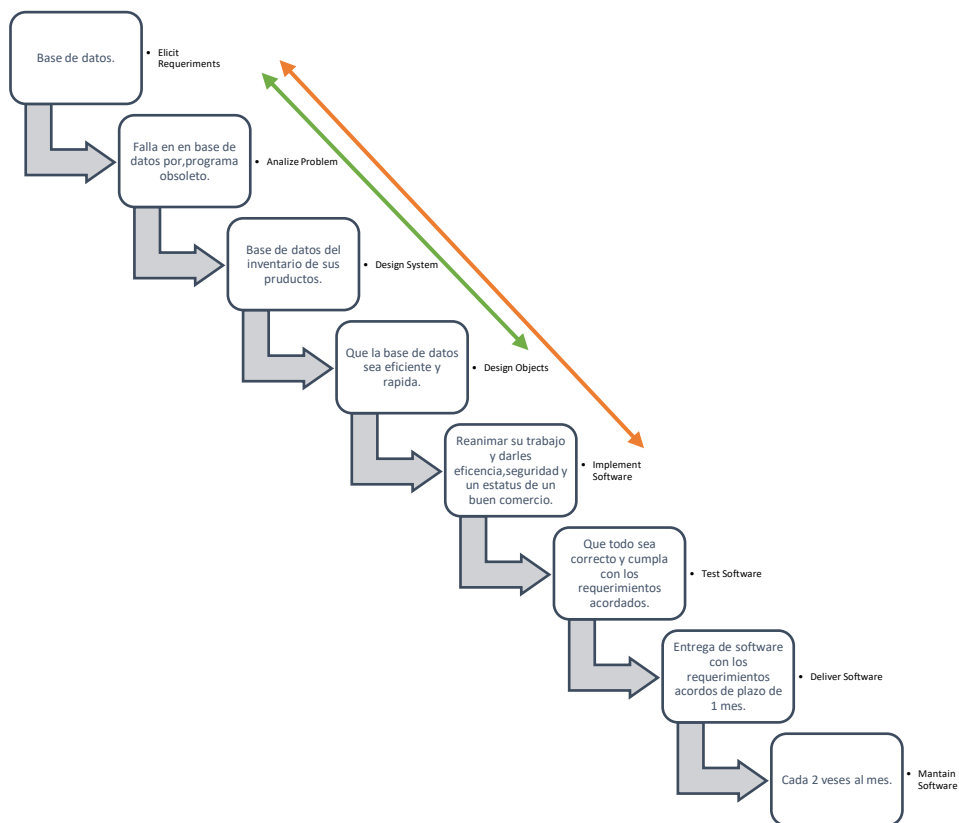 Base de datos.
• Elicit
Requeriments
Falla en en base de
datos por,programa
obsoleto.
• Analize Problem
Base de datos del
inventario de sus
pruductos.
• Design System
Que la base de datos
sea eficiente y
rapida.
• Design Objects
Reanimar su trabajo
y darles
eficencia,seguridad y
un estatus de un
buen comercio.
• Implement
Software
Que todo sea
correcto y cumpla
con los
requerimientos
acordados.
• Test Software
Entrega de software
con los
requerimientos
acordos de plazo de
1 mes.
• Deliver Software
Cada 2 veses al mes.
• Mantain
Software